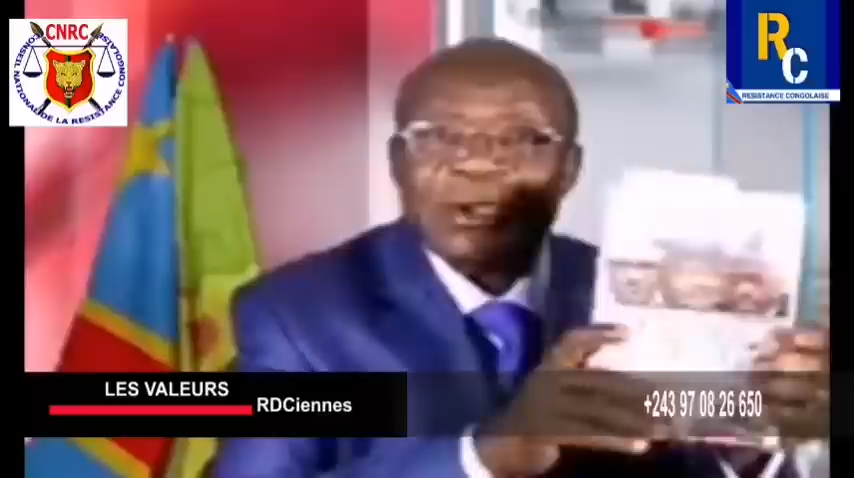 CNRC
CONSEIL NATIONAL DE LA RESISTANCE CONGOLAISE
RC
RESISTANCE CONGOLAISE
LES VALEURS
RDCiennes
+243 97 08 26 650